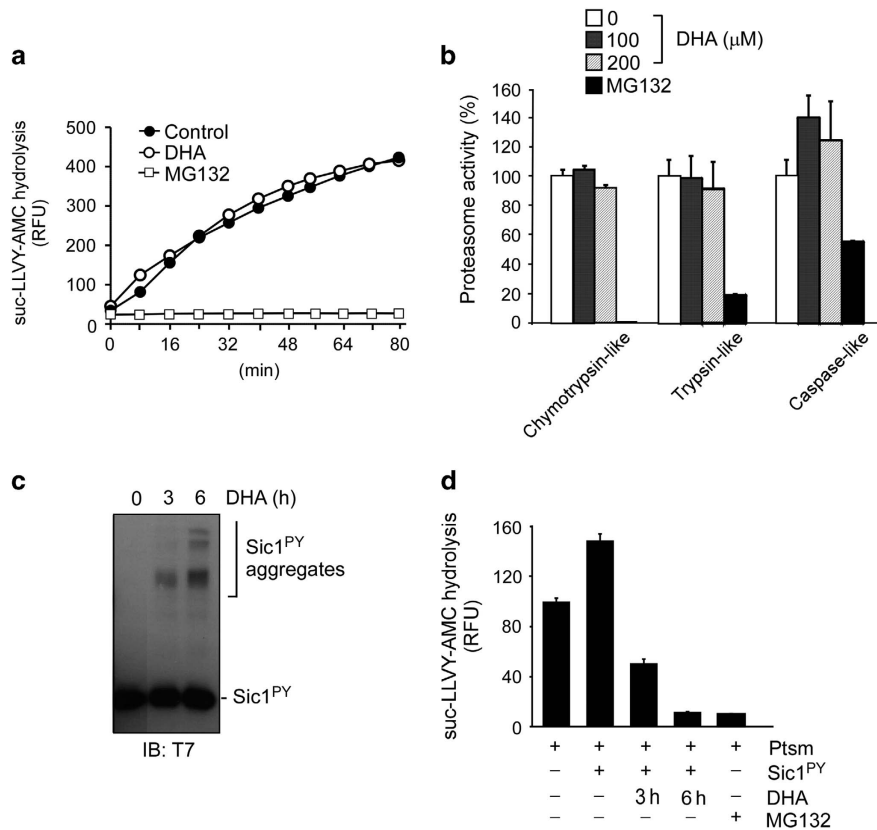 a
suc-LLVY-AMC hydrolysis
(RFU)
500
400
300
200
100
0
Control
DHA
MG132
0 16 32 48 64 80
(min)
b
0
100
200
DHA (µM)
MG132
Proteasome activity (%)
160
140
120
100
80
60
40
20
0
Chymotrypsin-like
Trypsin-like
Caspase-like
c
0 3 6 DHA (h)
Sic1PY
aggregates
- Sic1PY
IB: T7
d
suc-LLVY-AMC hydrolysis
(RFU)
160
120
80
40
0
+ + + + + Ptsm
− + + + − Sic1PY
− − 3 h 6 h − DHA
− − − − + MG132